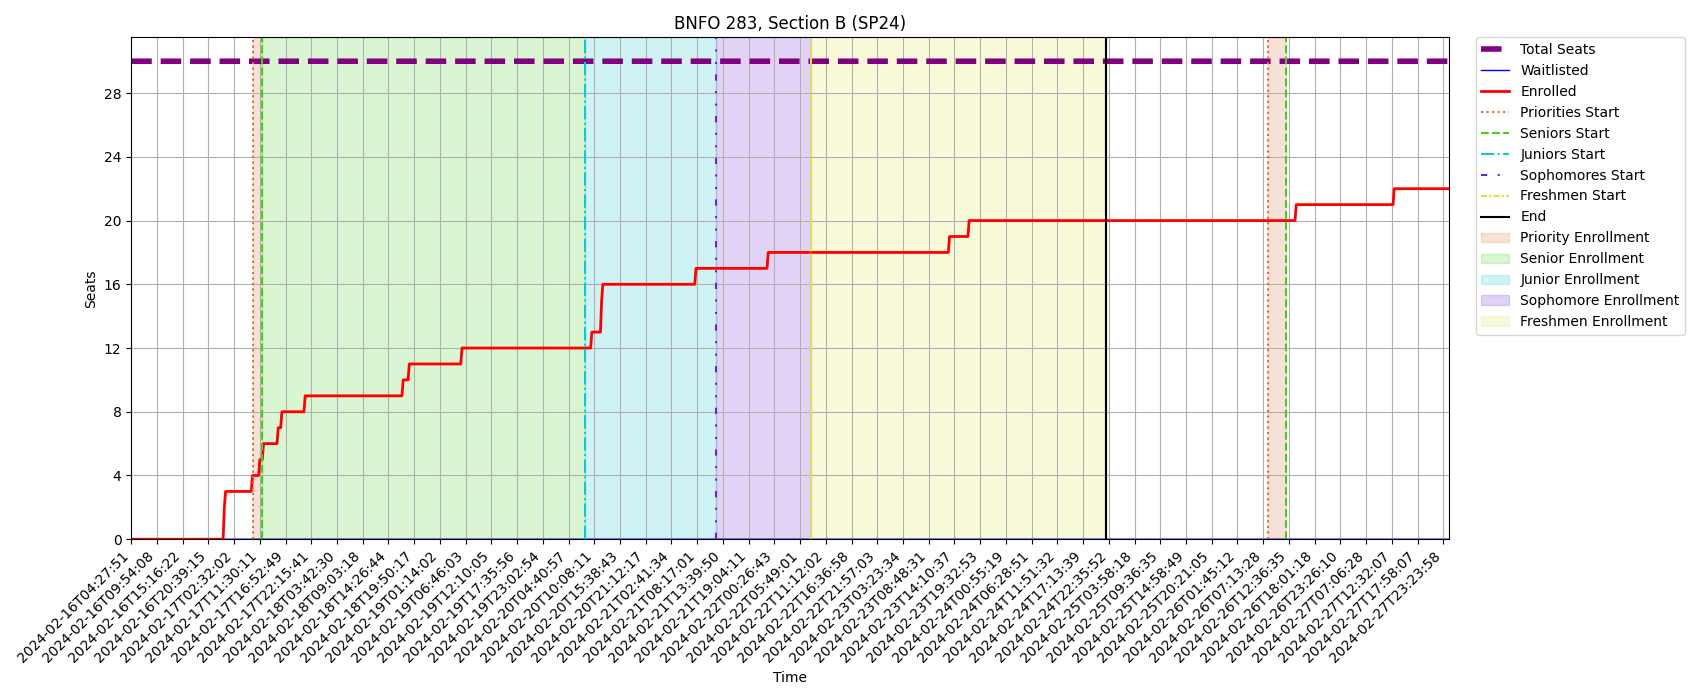 BNFO 283, Section B (SP24)
Seats
28
24
20
16
12
8
4
0
2024-02-16T04:27:51
2024-02-16T09:54:08
2024-02-16T15:16:22
2024-02-16T20:39:15
2024-02-17T02:32:02
2024-02-17T11:30:11
2024-02-17T16:52:49
2024-02-17T22:15:41
2024-02-18T03:42:30
2024-02-18T09:03:18
2024-02-18T14:26:44
2024-02-18T19:50:17
2024-02-19T01:14:02
2024-02-19T06:46:03
2024-02-19T12:10:05
2024-02-19T17:35:56
2024-02-19T23:02:54
2024-02-20T04:40:57
2024-02-20T10:08:11
2024-02-20T15:38:43
2024-02-20T21:12:17
2024-02-21T02:41:34
2024-02-21T08:17:01
2024-02-21T13:39:50
2024-02-21T19:04:11
2024-02-22T00:26:43
2024-02-22T05:49:01
2024-02-22T11:12:02
2024-02-22T16:36:58
2024-02-22T21:57:03
2024-02-23T03:23:34
2024-02-23T08:48:31
2024-02-23T14:10:37
2024-02-23T19:32:53
2024-02-24T00:55:19
2024-02-24T06:28:51
2024-02-24T11:51:32
2024-02-24T17:13:39
2024-02-24T22:35:52
2024-02-25T03:58:18
2024-02-25T09:36:35
2024-02-25T14:58:49
2024-02-25T20:21:05
2024-02-26T01:45:12
2024-02-26T07:13:28
2024-02-26T12:36:35
2024-02-26T18:01:18
2024-02-26T23:26:10
2024-02-27T07:06:28
2024-02-27T12:32:07
2024-02-27T17:58:07
2024-02-27T23:23:58
Time
Total Seats
Waitlisted
Enrolled
Priorities Start
Seniors Start
Juniors Start
Sophomores Start
Freshmen Start
End
Priority Enrollment
Senior Enrollment
Junior Enrollment
Sophomore Enrollment
Freshmen Enrollment